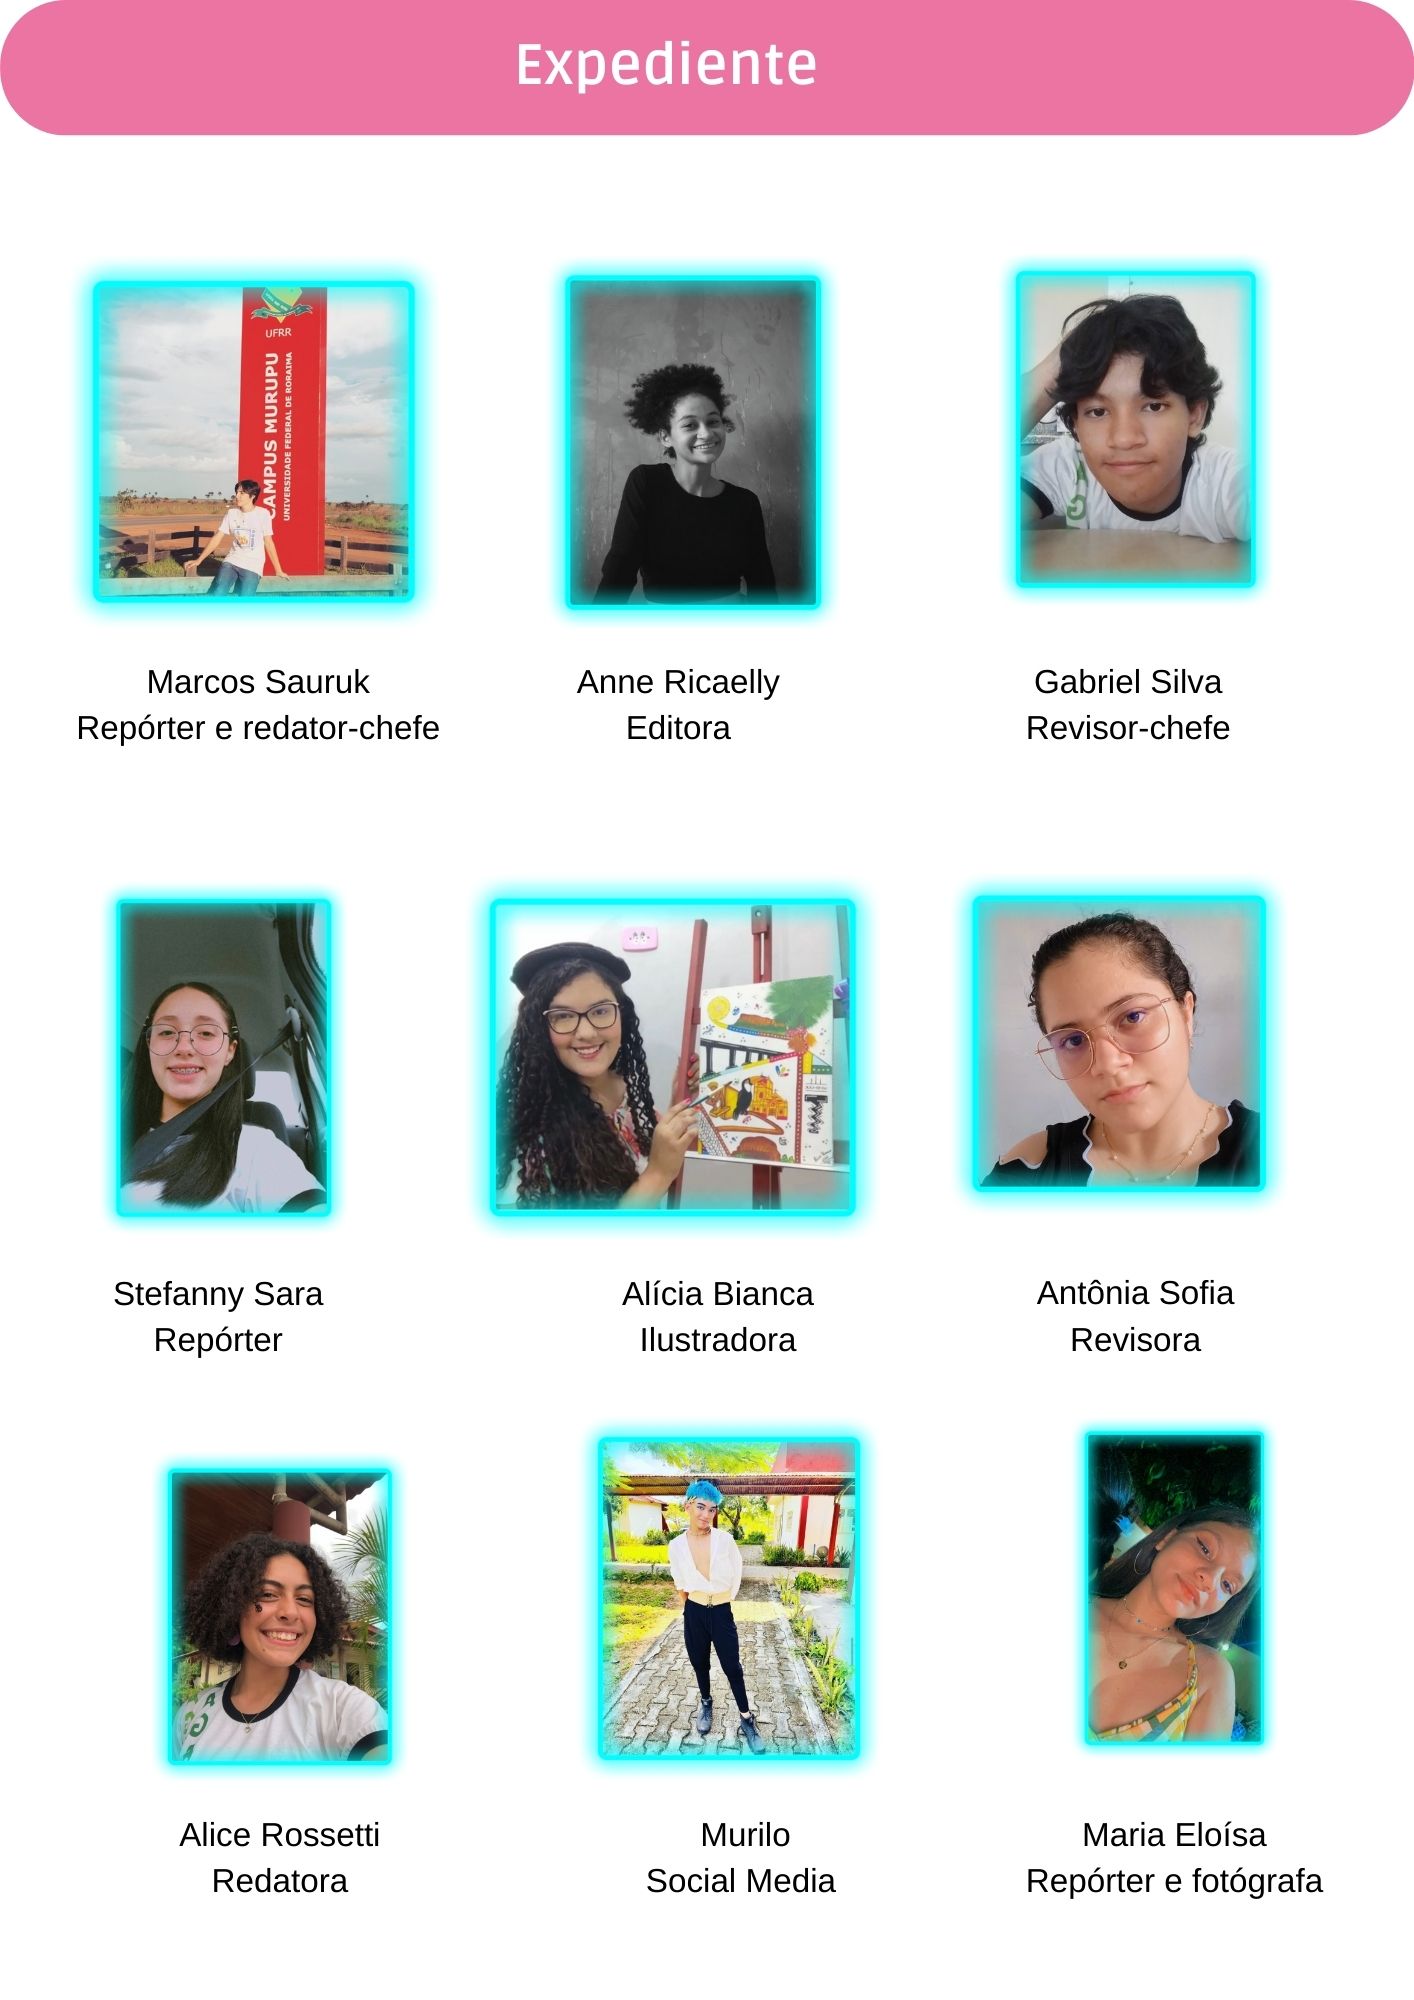 Expediente
UFRR
CAMPUS MURUPU
UNIVERSIDADE FEDERAL DE RORAIMA
Marcos Sauruk
Repórter e redator-chefe
Anne Ricaelly
Editora
Gabriel Silva
Revisor-chefe
Stefanny Sara
Repórter
Alícia Bianca
Ilustradora
Antônia Sofia
Revisora
Alice Rossetti
Redatora
Murilo
Social Media
Maria Eloísa
Repórter e fotógrafa